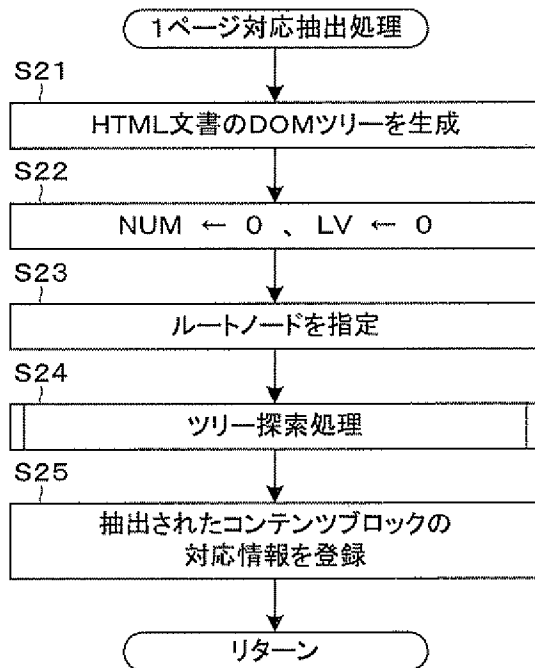 1ページ対応抽出処理
S21
HTML文書のDOMツリーを生成
S22
NUM ← 0 、 LV ← 0
S23
ルートノードを指定
S24
ツリー探索処理
S25
抽出されたコンテンツブロックの
対応情報を登録
リターン